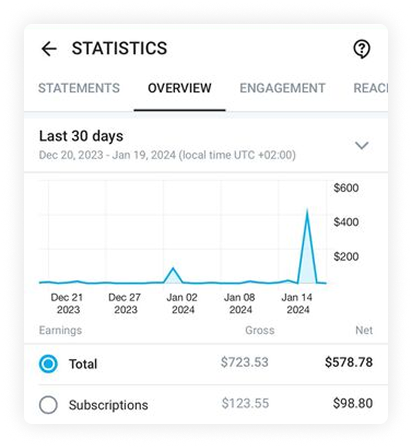 STATISTICS
STATEMENTS OVERVIEW ENGAGEMENT REAC
Last 30 days
Dec 20, 2023 - Jan 19, 2024 (local time UTC +02:00)
$600
$400
$200
Dec 21 Dec 27 Jan 02 Jan 08 Jan 14
2023 2023 2024 2024 2024
Earnings Gross Net
Total $723.53 $578.78
Subscriptions $123.55 $98.80